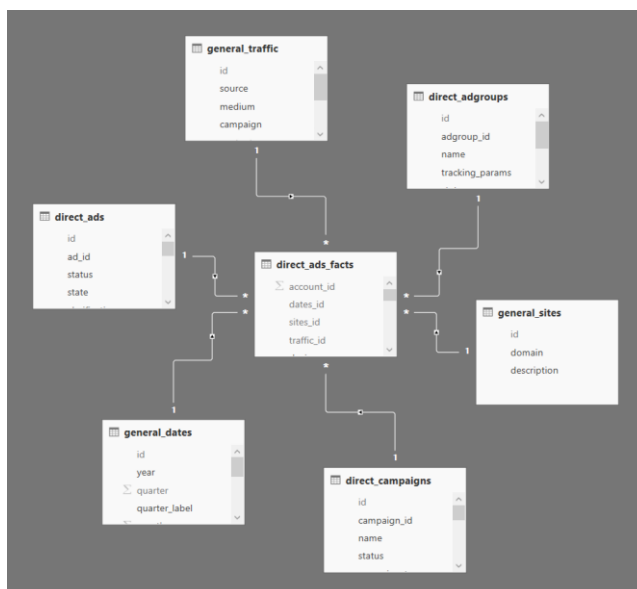 general_traffic
id
source
medium
campaign
1
direct_adgroups
id
adgroup_id
name
tracking_params
1
direct_ads
id
ad_id
status
state
1
*
*
direct_ads_facts
Σ account_id
dates_id
sites_id
traffic_id
*
*
*
*
general_sites
id
domain
description
1
1
general_dates
id
year
Σ quarter
quarter_label
1
direct_campaigns
id
campaign_id
name
status